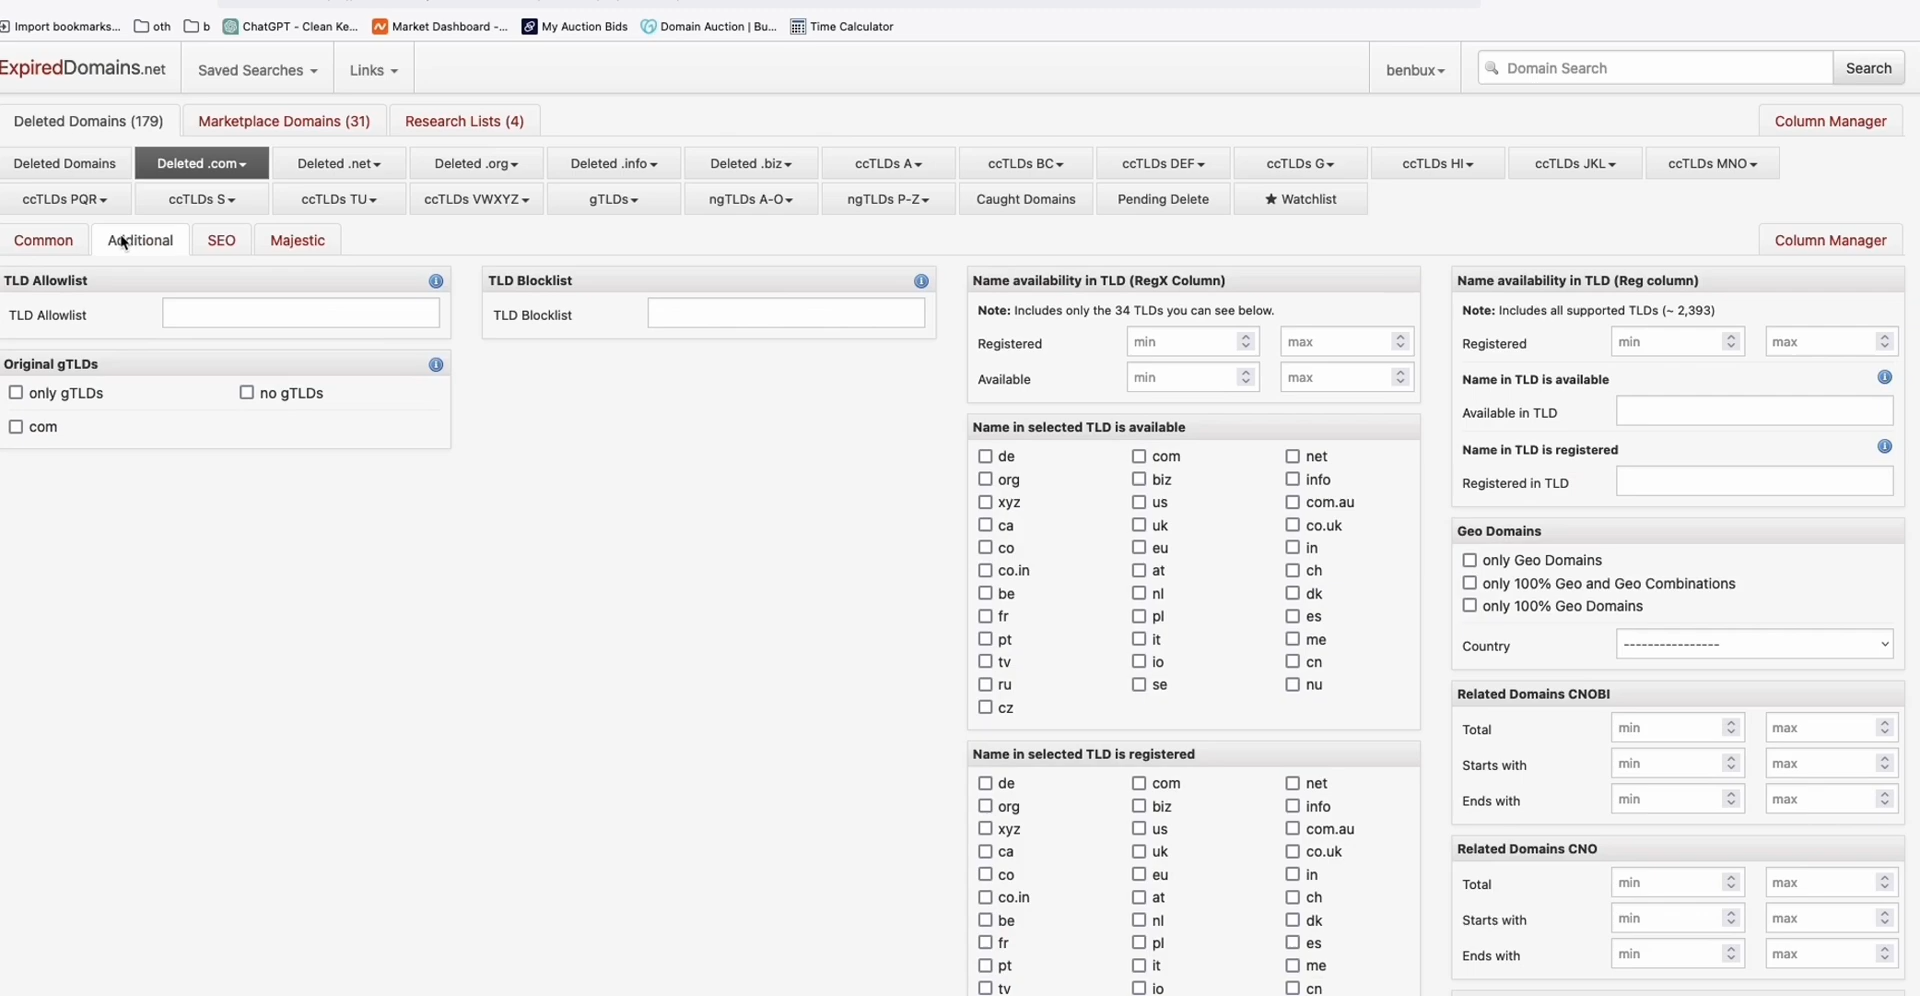 Import bookmarks... oth b ChatGPT - Clean Ke... Market Dashboard -... My Auction Bids Domain Auction | Bu... Time Calculator
ExpiredDomains.net Saved Searches Links benbux Domain Search Search
Deleted Domains (179) Marketplace Domains (31) Research Lists (4) Column Manager
Deleted Domains Deleted .com Deleted .net Deleted .org Deleted .info Deleted .biz ccTLDs A ccTLDs BC ccTLDs DEF ccTLDs G ccTLDs HI ccTLDs JKL ccTLDs MNO
ccTLDs PQR ccTLDs S ccTLDs TU ccTLDs VWXYZ gTLDs ngTLDs A-O ngTLDs P-Z Caught Domains Pending Delete ★ Watchlist
Common Additional SEO Majestic Column Manager
TLD Allowlist
TLD Allowlist
Original gTLDs
only gTLDs no gTLDs
com
TLD Blocklist
TLD Blocklist
Name availability in TLD (RegX Column)
Note: Includes only the 34 TLDs you can see below.
Registered min max
Available min max
Name in selected TLD is available
de com net
org biz info
xyz us com.au
ca uk co.uk
co eu in
co.in at ch
be nl dk
fr pl es
pt it me
tv io cn
ru se nu
cz
Name in selected TLD is registered
de com net
org biz info
xyz us com.au
ca uk co.uk
co eu in
co.in at ch
be nl dk
fr pl es
pt it me
tv io cn
Name availability in TLD (Reg column)
Note: Includes all supported TLDs (~ 2,393)
Registered min max
Name in TLD is available
Available in TLD
Name in TLD is registered
Registered in TLD
Geo Domains
only Geo Domains
only 100% Geo and Geo Combinations
only 100% Geo Domains
Country ----------------
Related Domains CNOBI
Total min max
Starts with min max
Ends with min max
Related Domains CNO
Total min max
Starts with min max
Ends with min max